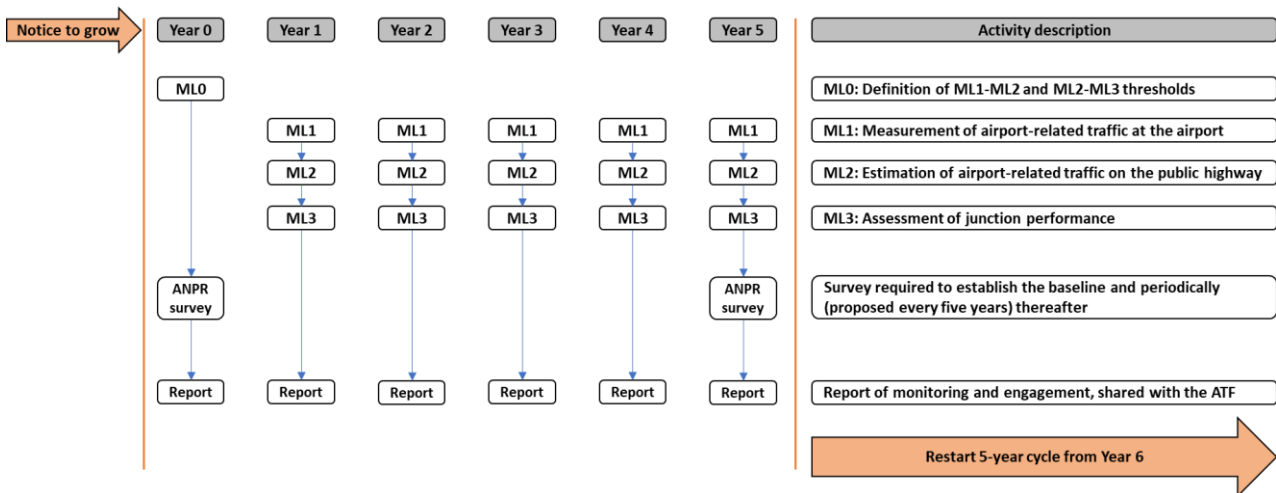 Notice to grow
Year 0
Year 1
Year 2
Year 3
Year 4
Year 5
Activity description
ML0
ML0: Definition of ML1-ML2 and ML2-ML3 thresholds
ML1
ML1
ML1
ML1
ML1
ML1: Measurement of airport-related traffic at the airport
ML2
ML2
ML2
ML2
ML2
ML2: Estimation of airport-related traffic on the public highway
ML3
ML3
ML3
ML3
ML3
ML3: Assessment of junction performance
ANPR
survey
ANPR
survey
Survey required to establish the baseline and periodically
(proposed every five years) thereafter
Report
Report
Report
Report
Report
Report
Report of monitoring and engagement, shared with the ATF
Restart 5-year cycle from Year 6